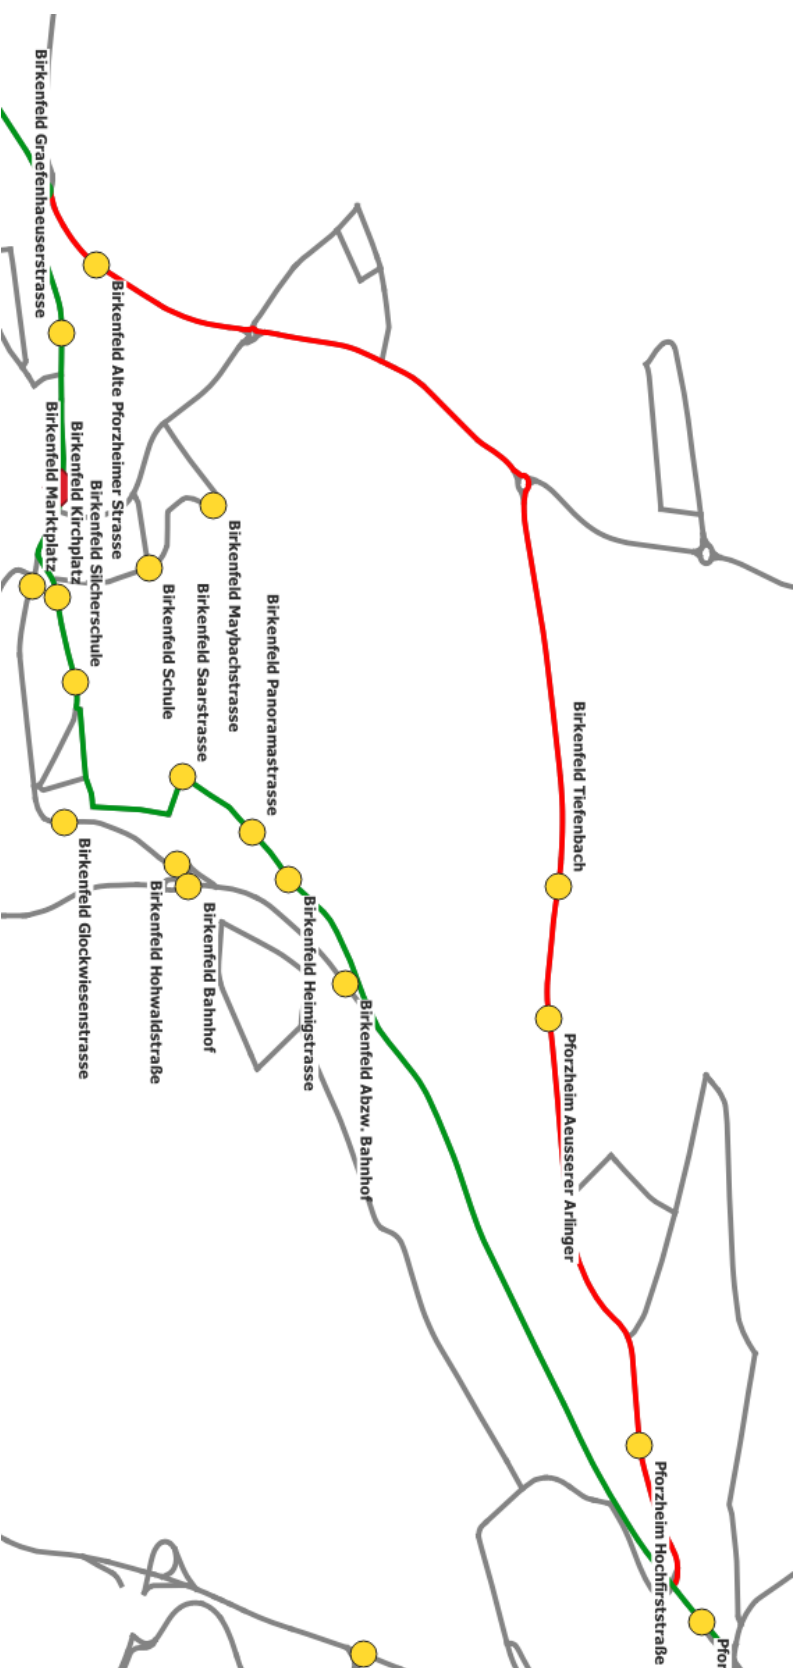 Birkenfeld Graefenhaeuserstrasse
Birkenfeld Alte Pforzheimer Strasse
Birkenfeld Marktplatz
Birkenfeld Kirchplatz
Birkenfeld Silcherschule
Birkenfeld Maybachstrasse
Birkenfeld Schule
Birkenfeld Saarstrasse
Birkenfeld Panoramastrasse
Birkenfeld Tiefenbach
Birkenfeld Glockwiesenstrasse
Birkenfeld Hohwaldstraße
Birkenfeld Bahnhof
Birkenfeld Heimigstrasse
Birkenfeld Abzw. Bahnhof
Pforzheim Aeusserer Arlinger
Pforzheim Hochfirststraße
Pfor